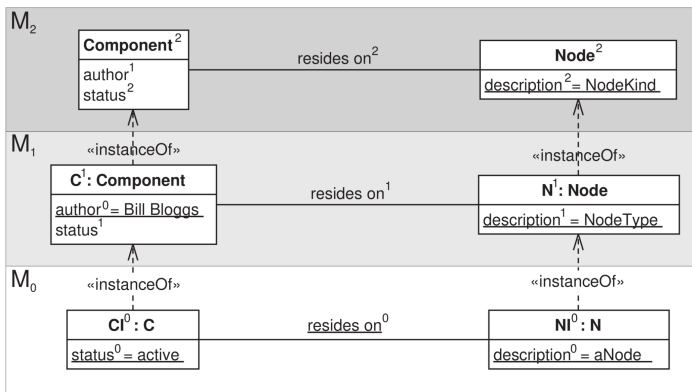 M₂
Component²
author¹
status²
resides on²
Node²
description²= NodeKind
«instanceOf»
«instanceOf»
M₁
C¹: Component
author⁰= Bill Bloggs
status¹
resides on¹
N¹: Node
description¹= NodeType
«instanceOf»
«instanceOf»
M₀
CI⁰: C
status⁰= active
resides on⁰
NI⁰: N
description⁰= aNode